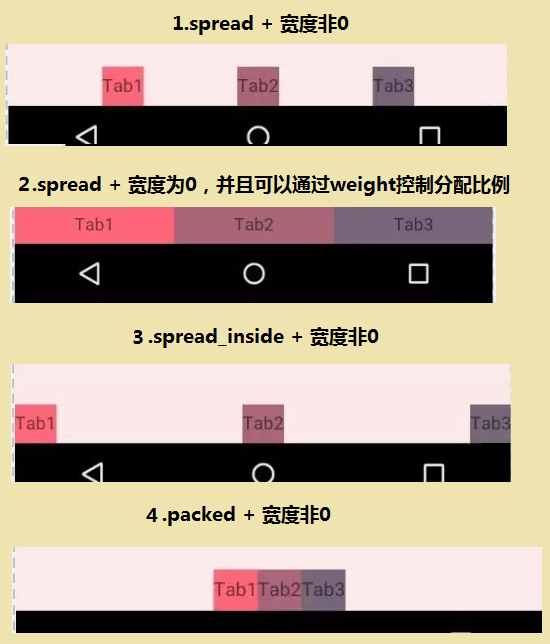 1.spread + 宽度非0
Tab1 Tab2 Tab3
2.spread + 宽度为0，并且可以通过weight控制分配比例
Tab1 Tab2 Tab3
3.spread_inside + 宽度非0
Tab1 Tab2 Tab3
4.packed + 宽度非0
Tab1 Tab2 Tab3